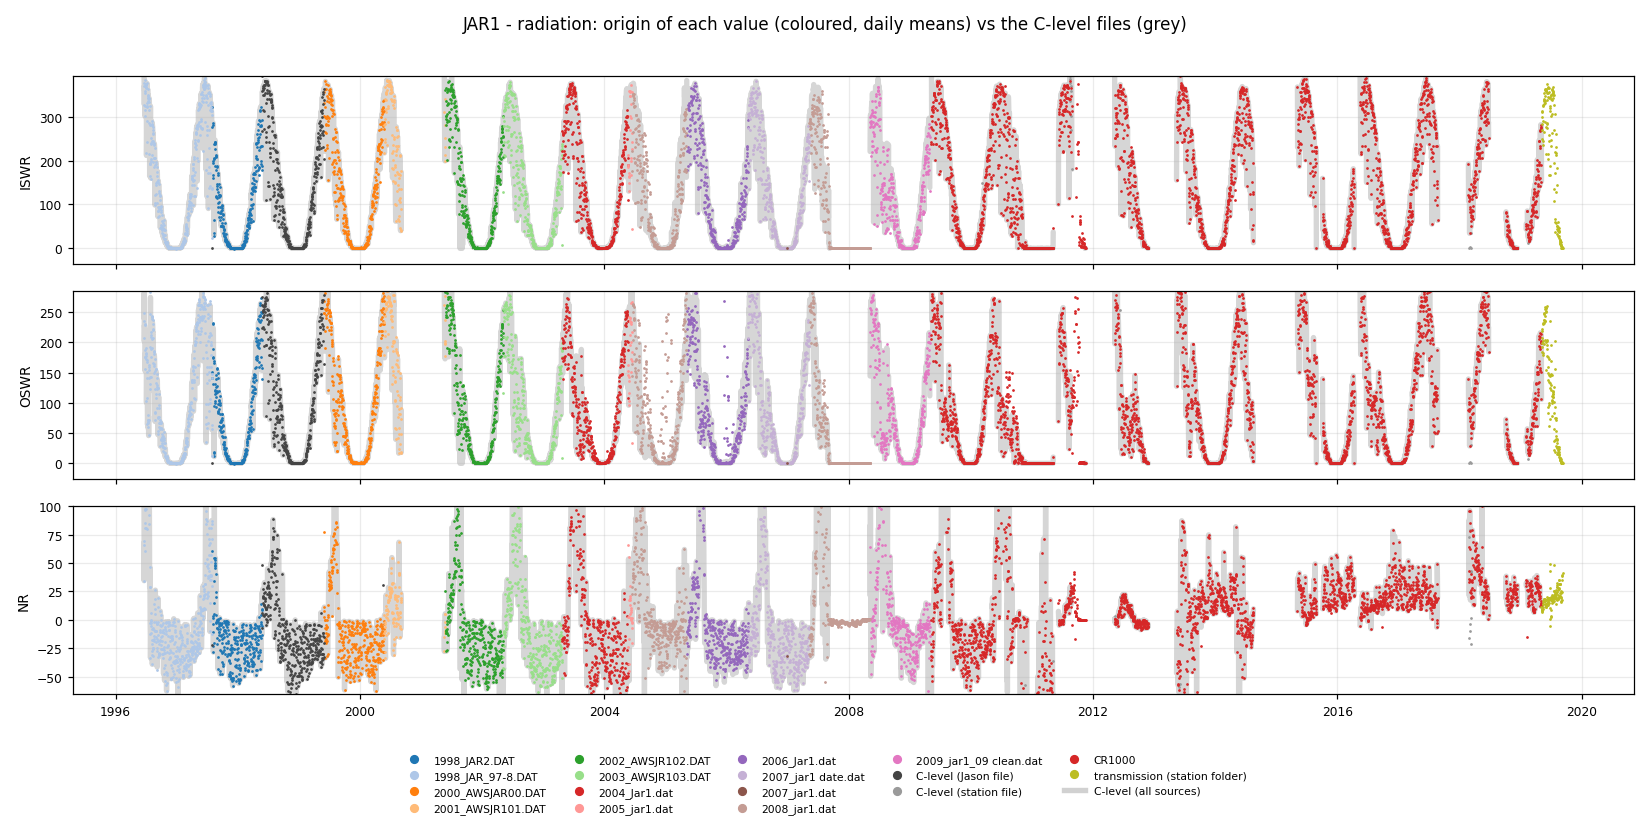 JAR1 - radiation: origin of each value (coloured, daily means) vs the C-level files (grey)
ISWR
300
200
100
0
OSWR
250
200
150
100
50
0
NR
100
75
50
25
0
−25
−50
1996 2000 2004 2008 2012 2016 2020
1998_JAR2.DAT 2002_AWSJR102.DAT 2006_Jar1.dat 2009_jar1_09 clean.dat CR1000
1998_JAR_97-8.DAT 2003_AWSJR103.DAT 2007_jar1 date.dat C-level (Jason file) transmission (station folder)
2000_AWSJAR00.DAT 2004_Jar1.dat 2007_jar1.dat C-level (station file) C-level (all sources)
2001_AWSJR101.DAT 2005_jar1.dat 2008_jar1.dat